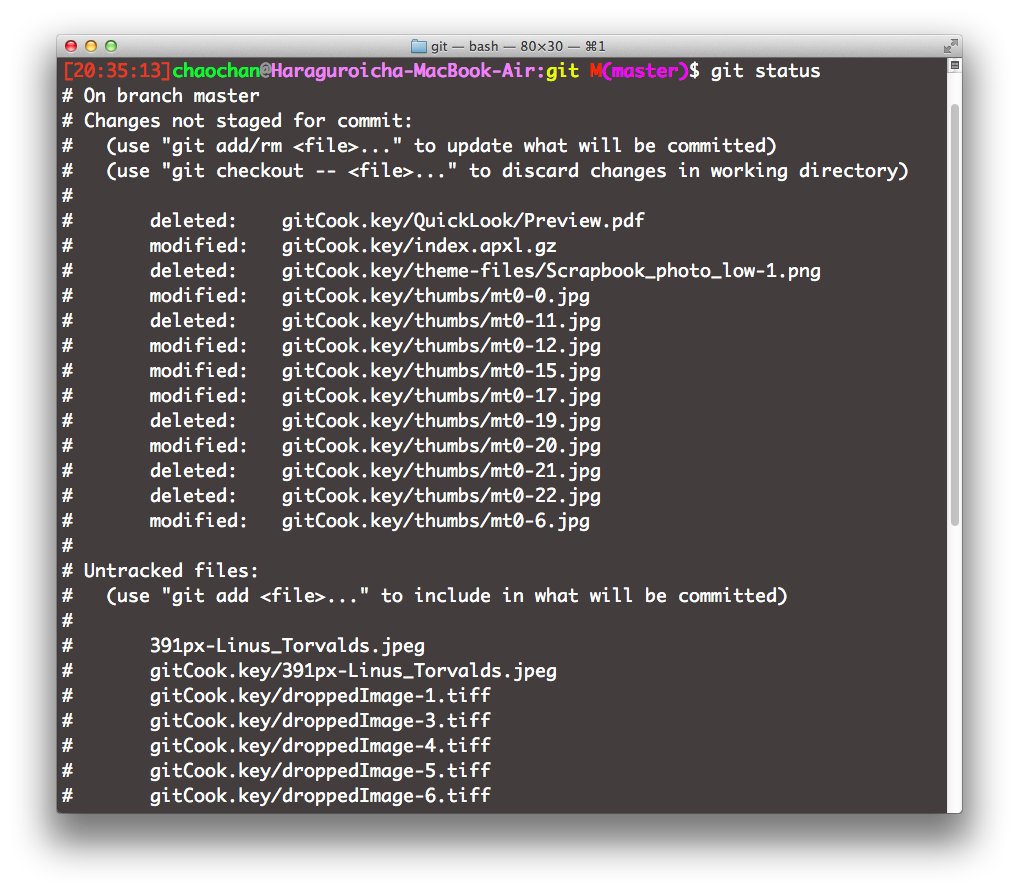 git — bash — 80×30 — ⌘1
[20:35:13]chaochan@Haraguroicha-MacBook-Air:git M(master)$ git status
# On branch master
# Changes not staged for commit:
#   (use "git add/rm <file>..." to update what will be committed)
#   (use "git checkout -- <file>..." to discard changes in working directory)
#
#       deleted:    gitCook.key/QuickLook/Preview.pdf
#       modified:   gitCook.key/index.apxl.gz
#       deleted:    gitCook.key/theme-files/Scrapbook_photo_low-1.png
#       modified:   gitCook.key/thumbs/mt0-0.jpg
#       deleted:    gitCook.key/thumbs/mt0-11.jpg
#       modified:   gitCook.key/thumbs/mt0-12.jpg
#       modified:   gitCook.key/thumbs/mt0-15.jpg
#       modified:   gitCook.key/thumbs/mt0-17.jpg
#       deleted:    gitCook.key/thumbs/mt0-19.jpg
#       modified:   gitCook.key/thumbs/mt0-20.jpg
#       deleted:    gitCook.key/thumbs/mt0-21.jpg
#       deleted:    gitCook.key/thumbs/mt0-22.jpg
#       modified:   gitCook.key/thumbs/mt0-6.jpg
#
# Untracked files:
#   (use "git add <file>..." to include in what will be committed)
#
#       391px-Linus_Torvalds.jpeg
#       gitCook.key/391px-Linus_Torvalds.jpeg
#       gitCook.key/droppedImage-1.tiff
#       gitCook.key/droppedImage-3.tiff
#       gitCook.key/droppedImage-4.tiff
#       gitCook.key/droppedImage-5.tiff
#       gitCook.key/droppedImage-6.tiff